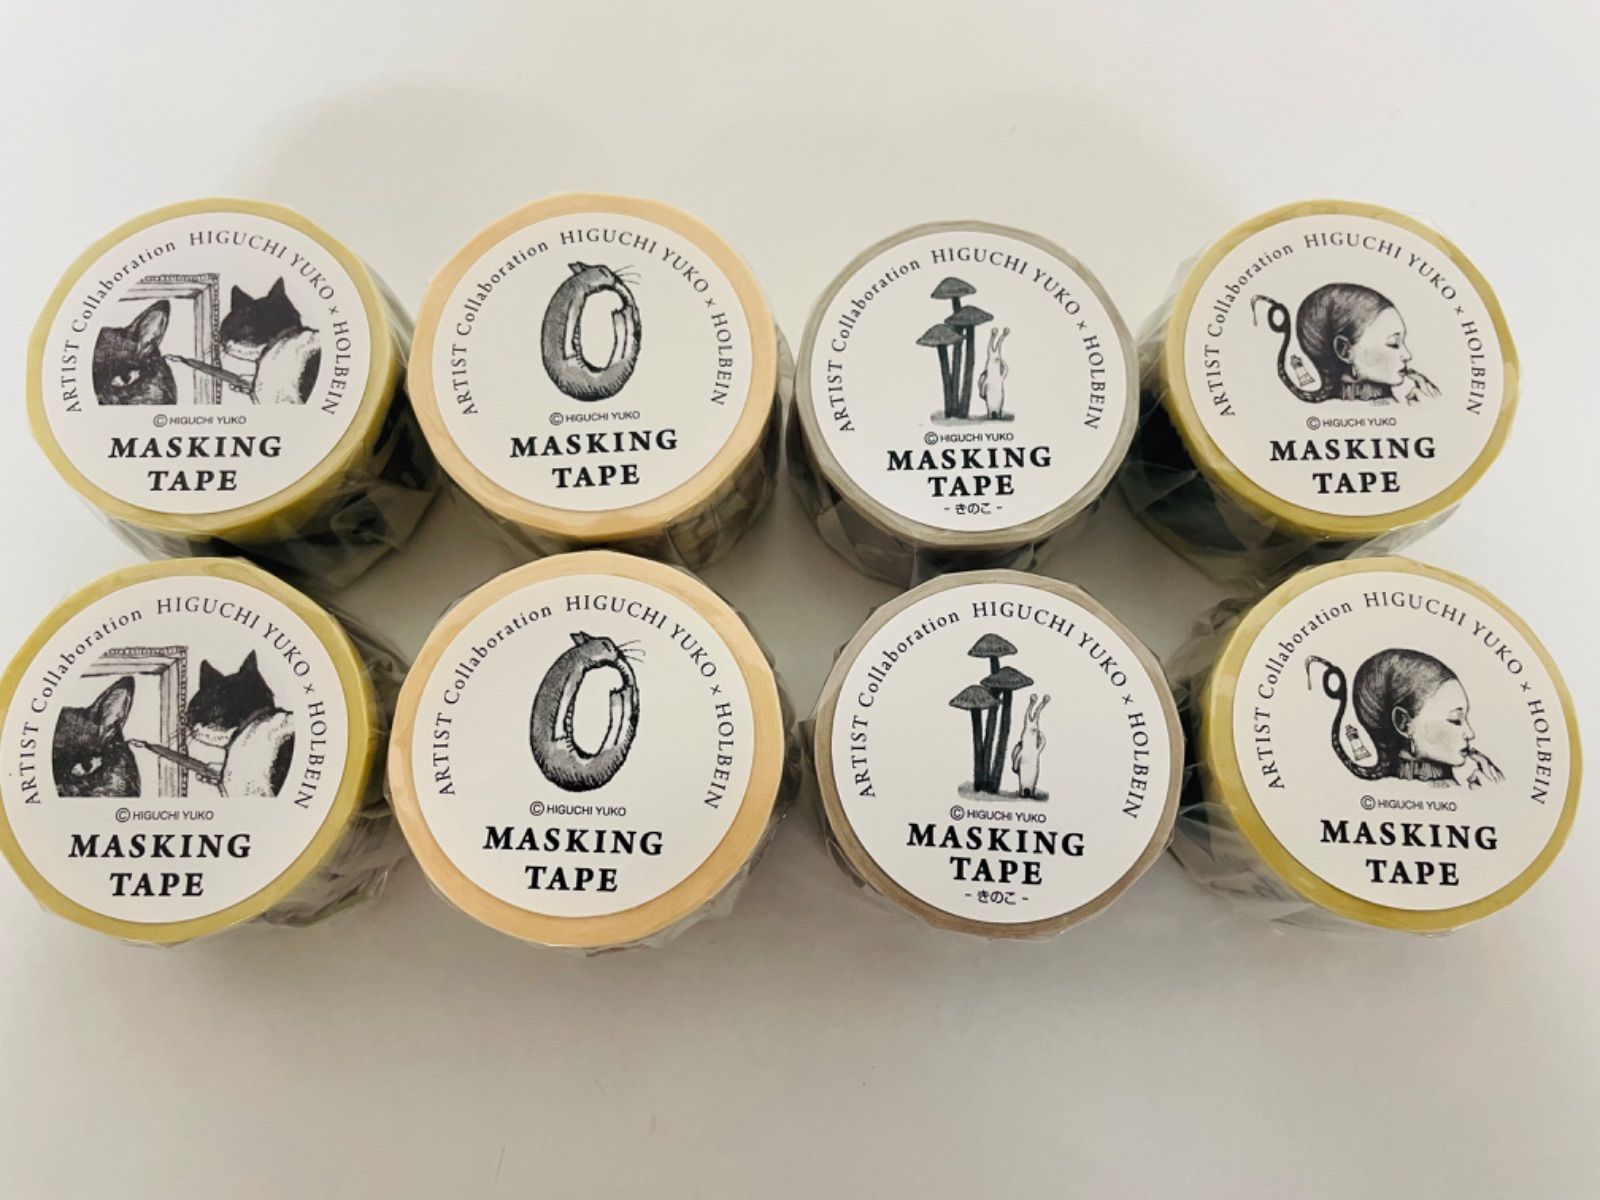 ARTIST Collaboration HIGUCHI YUKO × HOLBEIN
© HIGUCHI YUKO
MASKING
TAPE
ARTIST Collaboration HIGUCHI YUKO × HOLBEIN
© HIGUCHI YUKO
MASKING
TAPE
ARTIST Collaboration HIGUCHI YUKO × HOLBEIN
© HIGUCHI YUKO
MASKING
TAPE
- きのこ -
ARTIST Collaboration HIGUCHI YUKO × HOLBEIN
© HIGUCHI YUKO
MASKING
TAPE
ARTIST Collaboration HIGUCHI YUKO × HOLBEIN
© HIGUCHI YUKO
MASKING
TAPE
ARTIST Collaboration HIGUCHI YUKO × HOLBEIN
© HIGUCHI YUKO
MASKING
TAPE
ARTIST Collaboration HIGUCHI YUKO × HOLBEIN
© HIGUCHI YUKO
MASKING
TAPE
- きのこ -
ARTIST Collaboration HIGUCHI YUKO × HOLBEIN
© HIGUCHI YUKO
MASKING
TAPE